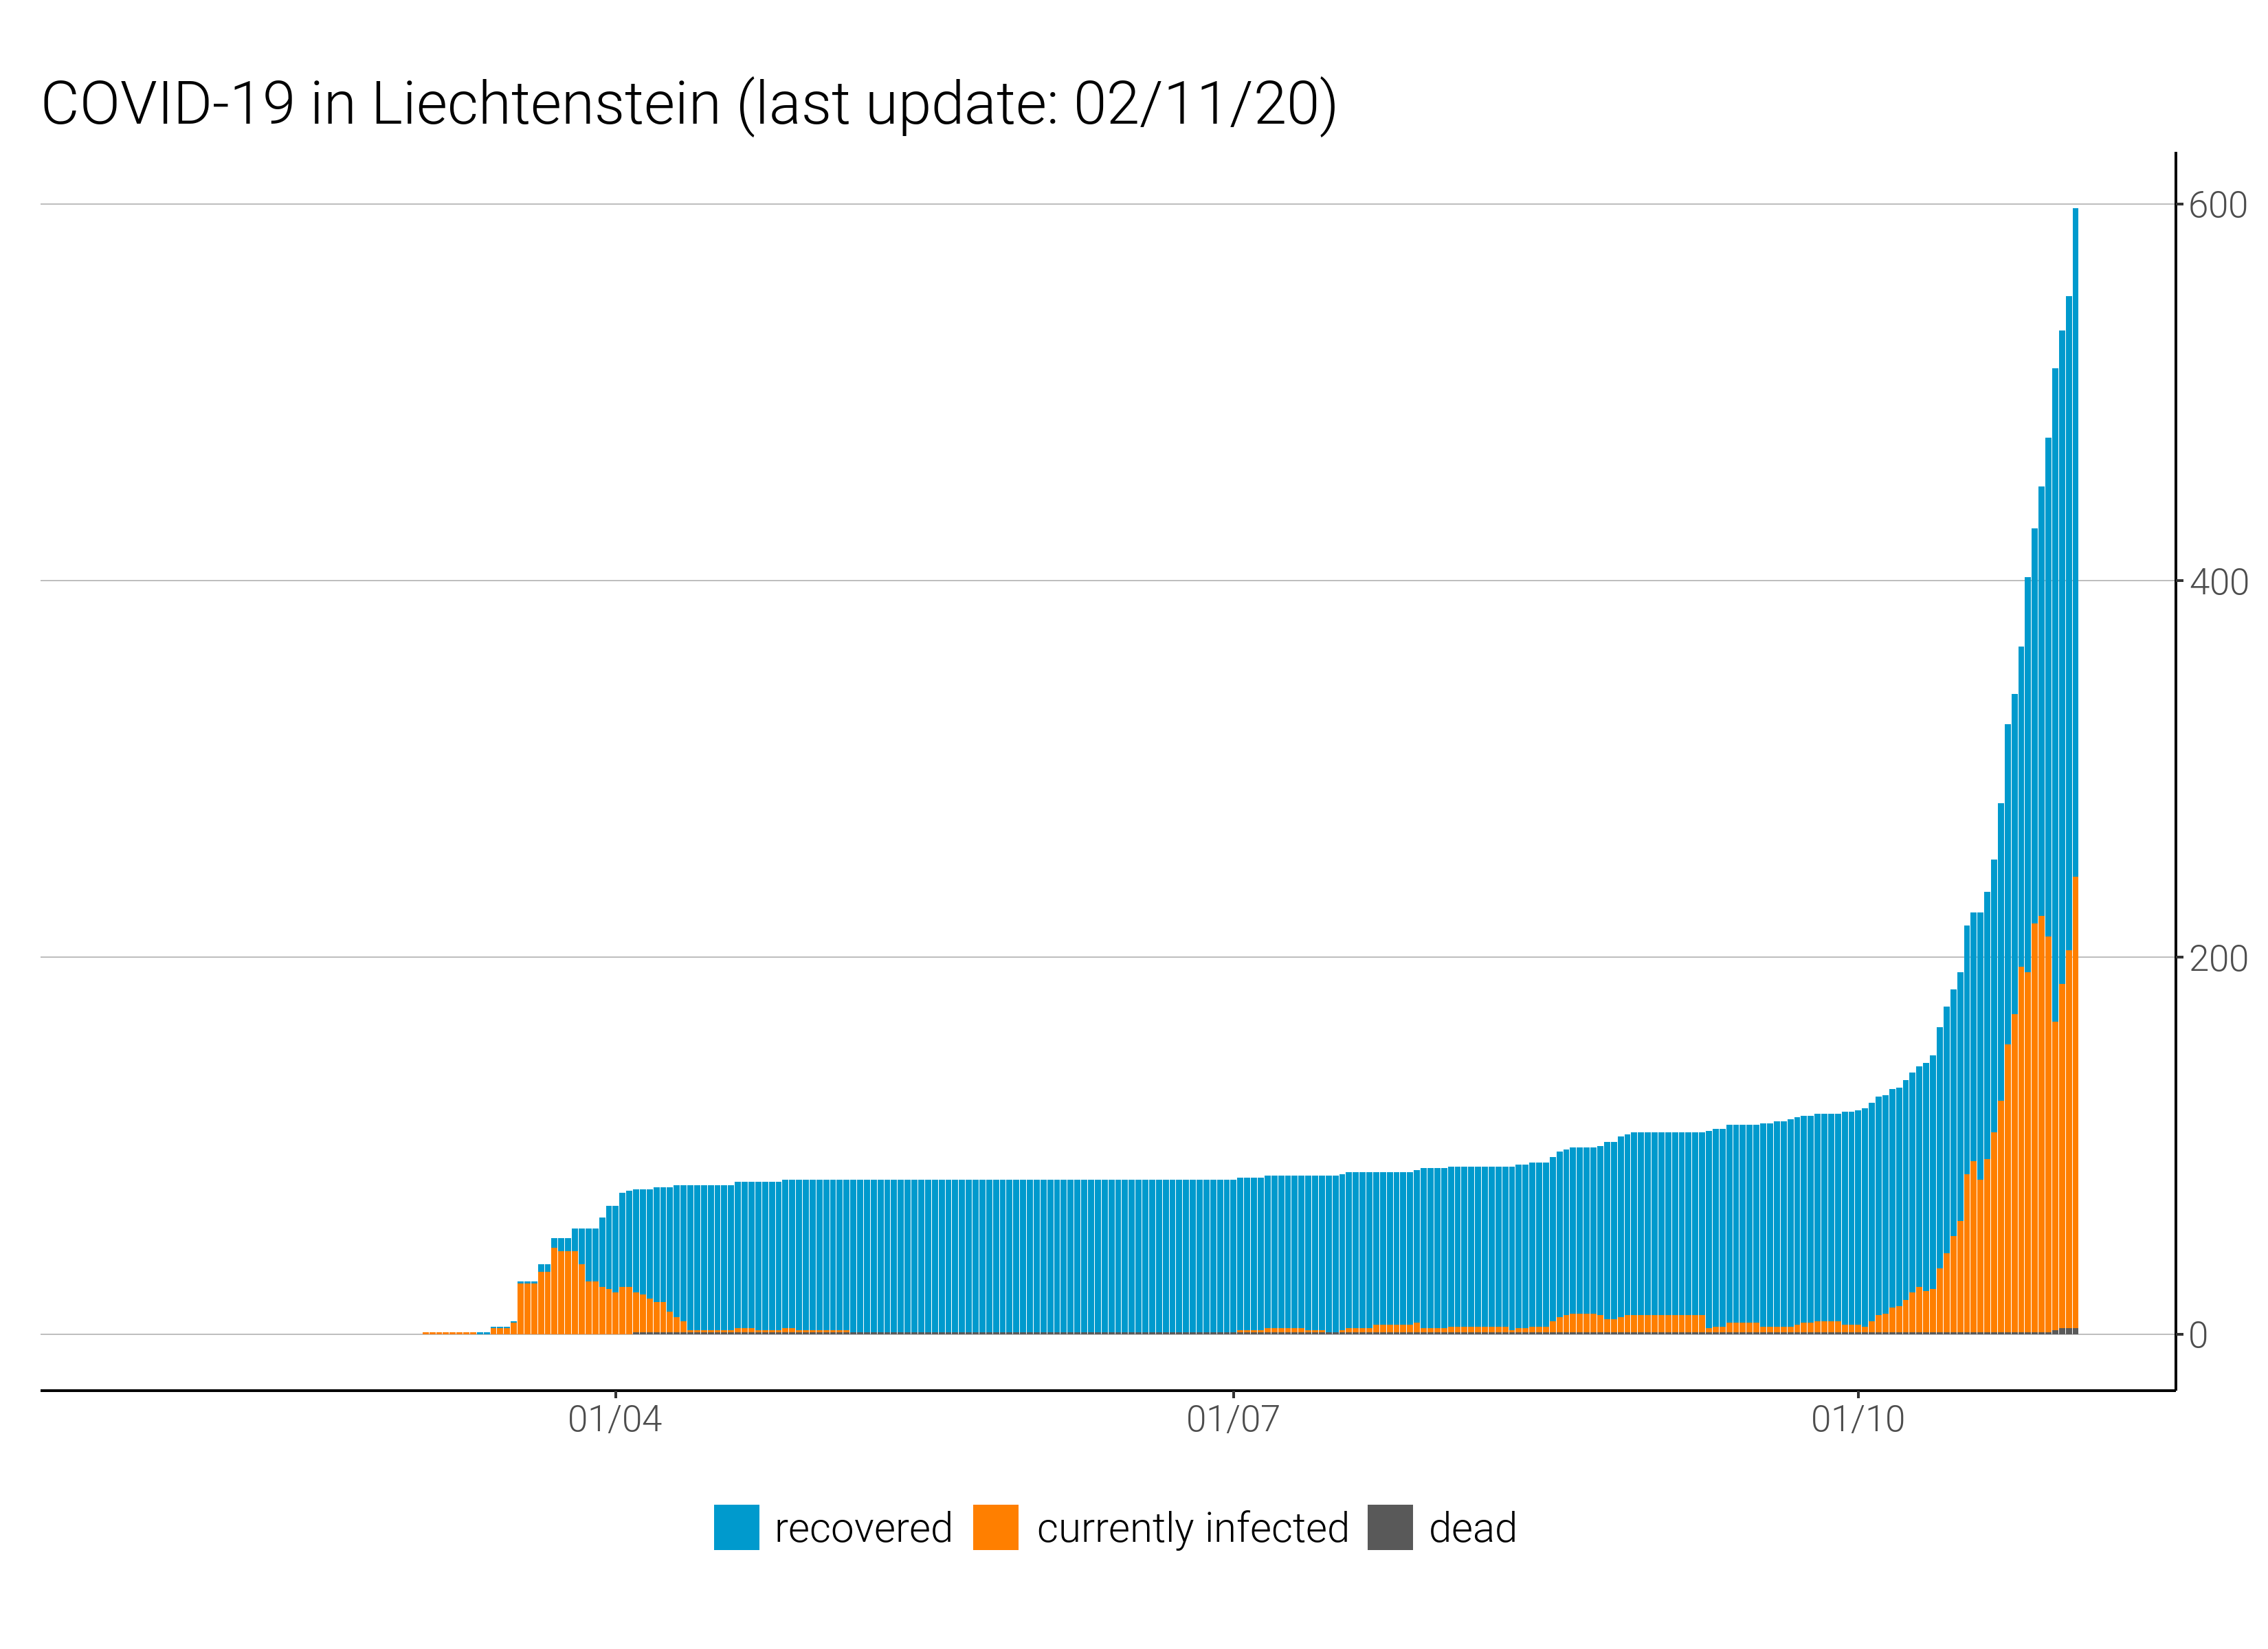 COVID-19 in Liechtenstein (last update: 02/11/20)
600
400
200
0
01/04 01/07 01/10
recovered currently infected dead